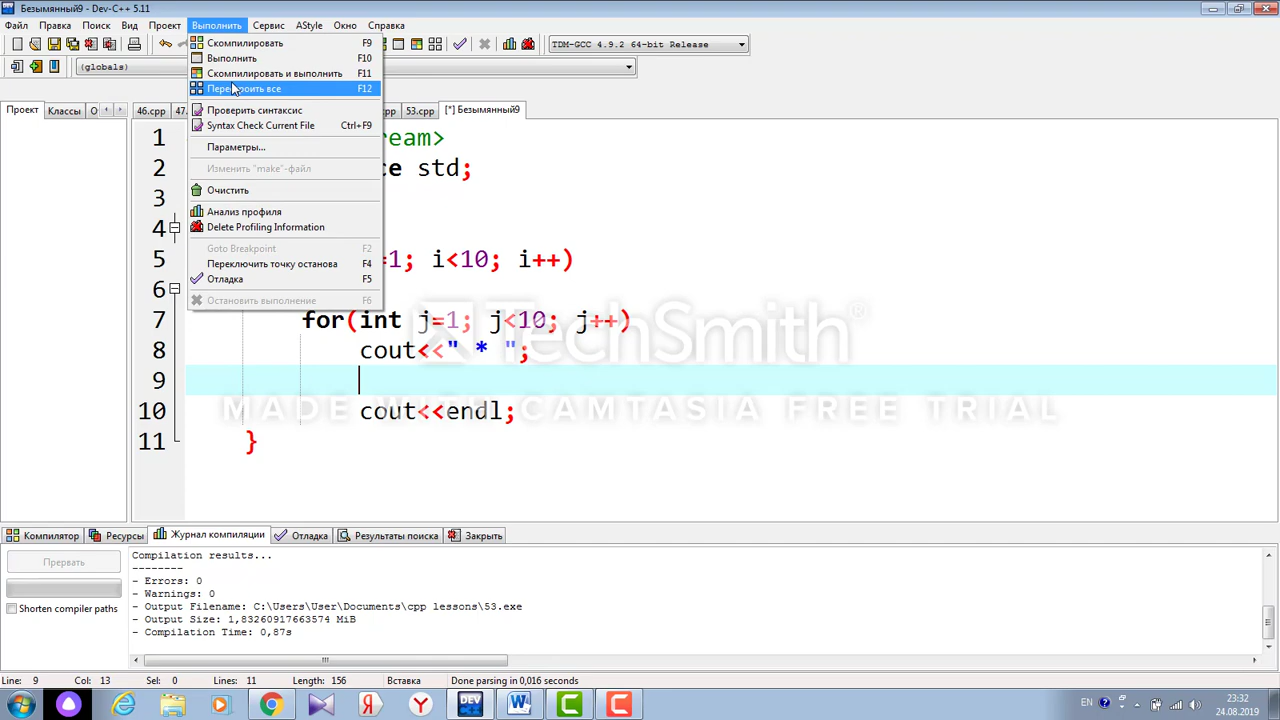 Безымянный9 - Dev-C++ 5.11
Файл Правка Поиск Вид Проект Выполнить Сервис AStyle Окно Справка
TDM-GCC 4.9.2 64-bit Release
(globals)
Скомпилировать F9
Выполнить F10
Скомпилировать и выполнить F11
все F12
Проверить синтаксис
Syntax Check Current File Ctrl+F9
Параметры...
Изменить "make"-файл
Очистить
Анализ профиля
Delete Profiling Information
Goto Breakpoint F2
Переключить точку останова F4
Отладка F5
Остановить выполнение F6
Проект Классы О 46.cpp 47. pp 53.cpp [*] Безымянный9
1 ream>
2 ce std;
3
4
5 =1; i<10; i++)
6
7 for(int j=1; j<10; j++)
8 cout<<" * ";
9
10 cout<<endl;
11 }
TechSmith®
MADE WITH CAMTASIA FREE TRIAL
Компилятор Ресурсы Журнал компиляции Отладка Результаты поиска Закрыть
Прервать
Shorten compiler paths
Compilation results...
--------
- Errors: 0
- Warnings: 0
- Output Filename: C:\Users\User\Documents\cpp lessons\53.exe
- Output Size: 1,83260917663574 MiB
- Compilation Time: 0,87s
Line: 9 Col: 13 Sel: 0 Lines: 11 Length: 156 Вставка Done parsing in 0,016 seconds
EN 23:32
24.08.2019